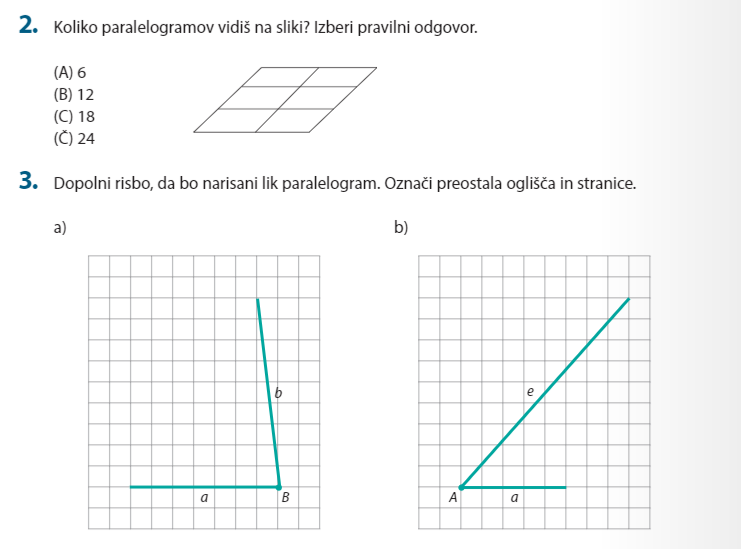 2. Koliko paralelogramov vidiš na sliki? Izberi pravilni odgovor.
(A) 6
(B) 12
(C) 18
(Č) 24
3. Dopolni risbo, da bo narisani lik paralelogram. Označi preostala oglišča in stranice.
a)
b)
b
e
a
B
A
a